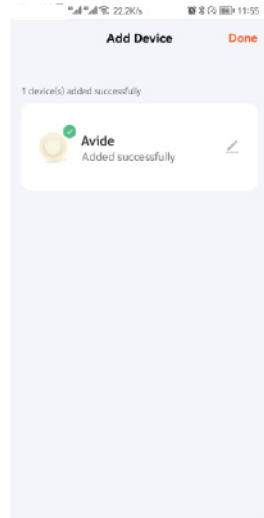 22.2K/s 11:55
Add Device Done
1 device(s) added successfully
Avide
Added successfully